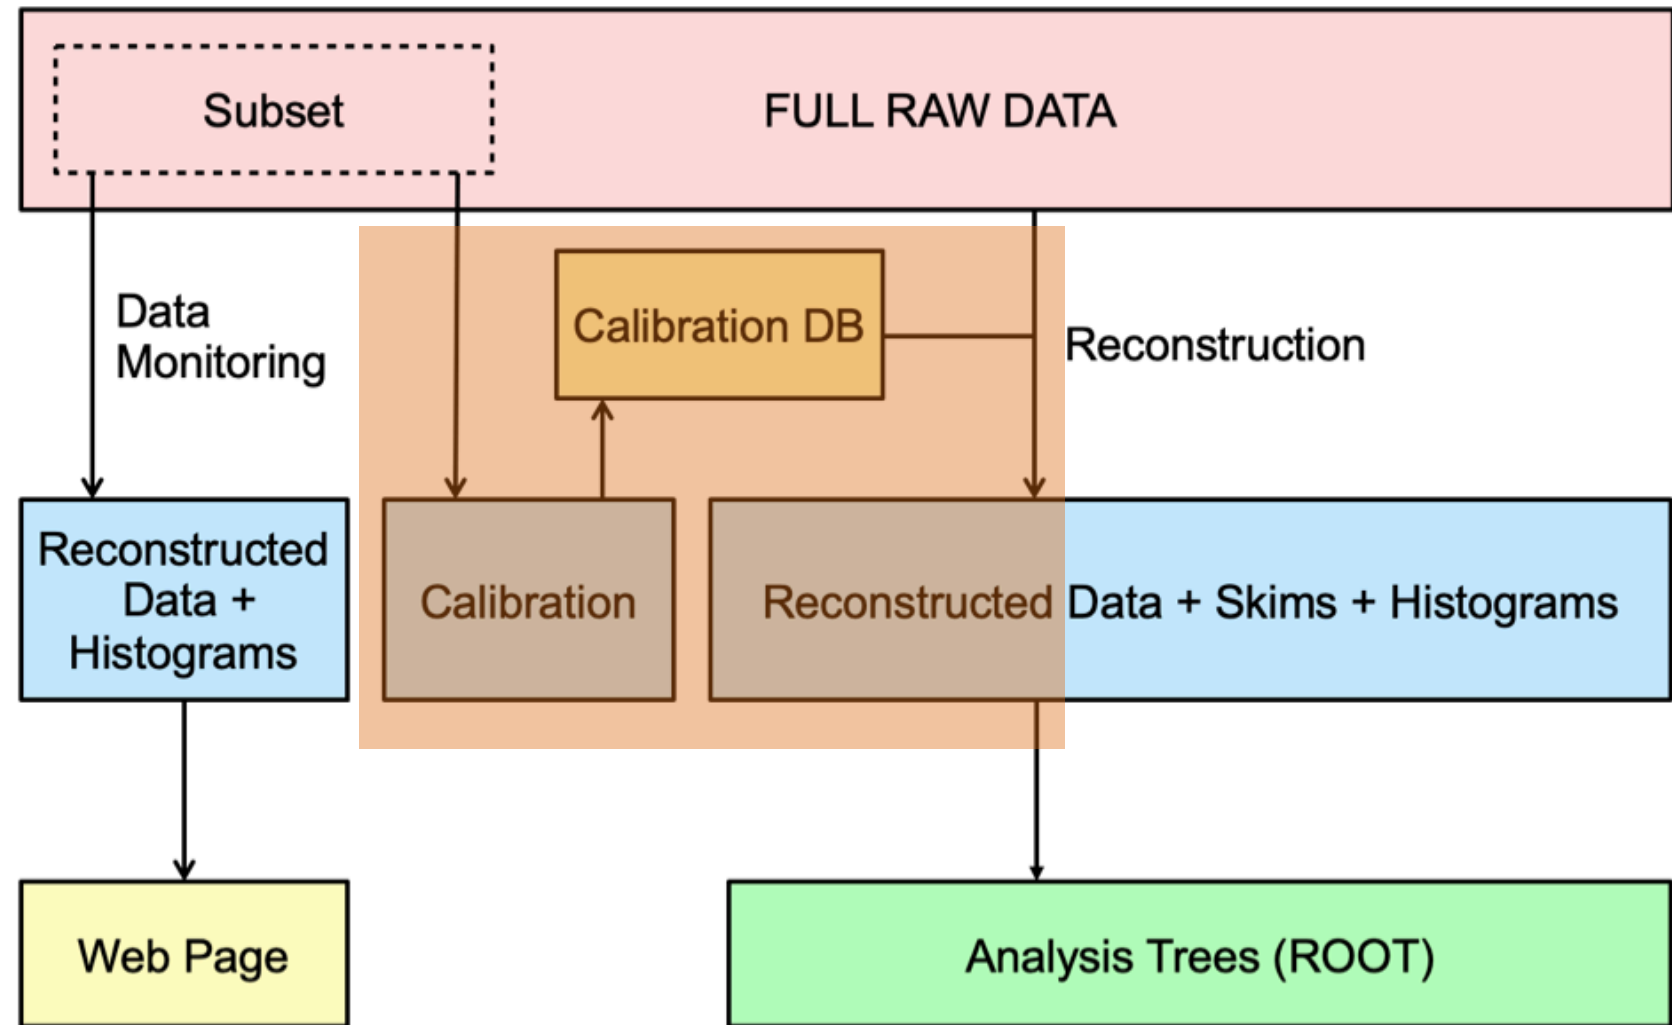 Subset
FULL RAW DATA
Data
Monitoring
Calibration DB
Reconstruction
Reconstructed
Data +
Histograms
Calibration
Reconstructed Data + Skims + Histograms
Web Page
Analysis Trees (ROOT)